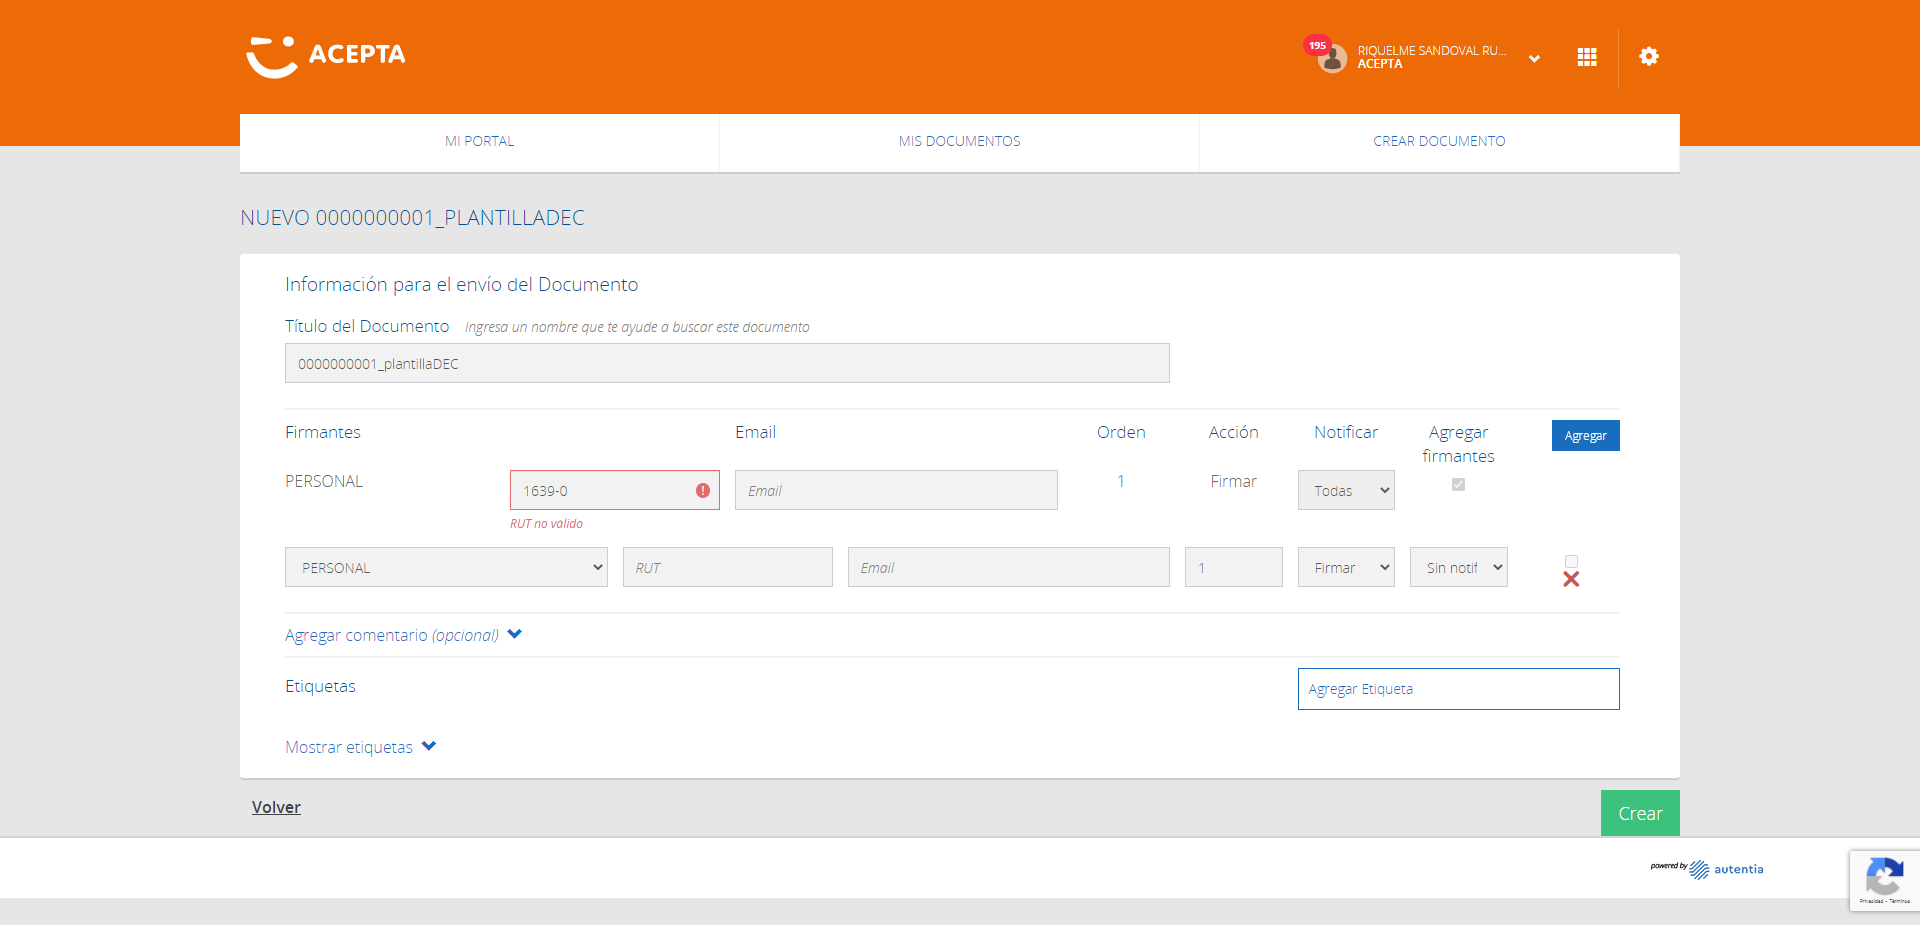 ACEPTA
195
RIQUELME SANDOVAL RU...
ACEPTA
MI PORTAL
MIS DOCUMENTOS
CREAR DOCUMENTO
NUEVO 0000000001_PLANTILLADEC
Información para el envío del Documento
Título del Documento Ingresa un nombre que te ayude a buscar este documento
0000000001_plantillaDEC
Firmantes Email Orden Acción Notificar Agregar firmantes Agregar
PERSONAL 1639-0 Email 1 Firmar Todas
RUT no valido
PERSONAL RUT Email 1 Firmar Sin notif
Agregar comentario (opcional)
Etiquetas Agregar Etiqueta
Mostrar etiquetas
Volver Crear
powered by autentia
Privacidad - Términos